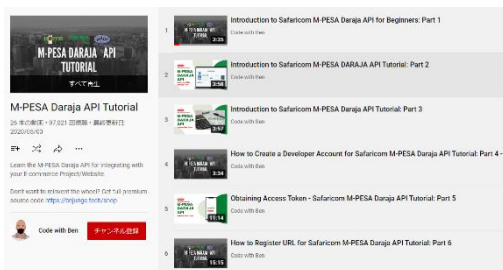 M-PESA DARAJA API
TUTORIAL
すべて再生
M-PESA Daraja API Tutorial
26 本の動画・97,021 回視聴・最終更新日:
2020/03/03
Learn the M-PESA Daraja API for integrating with
your E-commerce Project/Website.
Don't want to reinvent the wheel? Get full premium
source code https://bejungo.tech/shop
Code with Ben
チャンネル登録
1
3:35
Introduction to Safaricom M-PESA Daraja API for Beginners: Part 1
Code with Ben
2
3:58
Introduction to Safaricom M-PESA DARAJA API Tutorial: Part 2
Code with Ben
3
3:57
Introduction to Safaricom M-PESA Daraja API Tutorial: Part 3
Code with Ben
4
3:34
How to Create a Developer Account for Safaricom M-PESA Daraja API Tutorial: Part 4 -
Code with Ben
5
11:14
Obtaining Access Token - Safaricom M-PESA Daraja API Tutorial: Part 5
Code with Ben
6
15:15
How to Register URL for Safaricom M-PESA Daraja API Tutorial: Part 6
Code with Ben